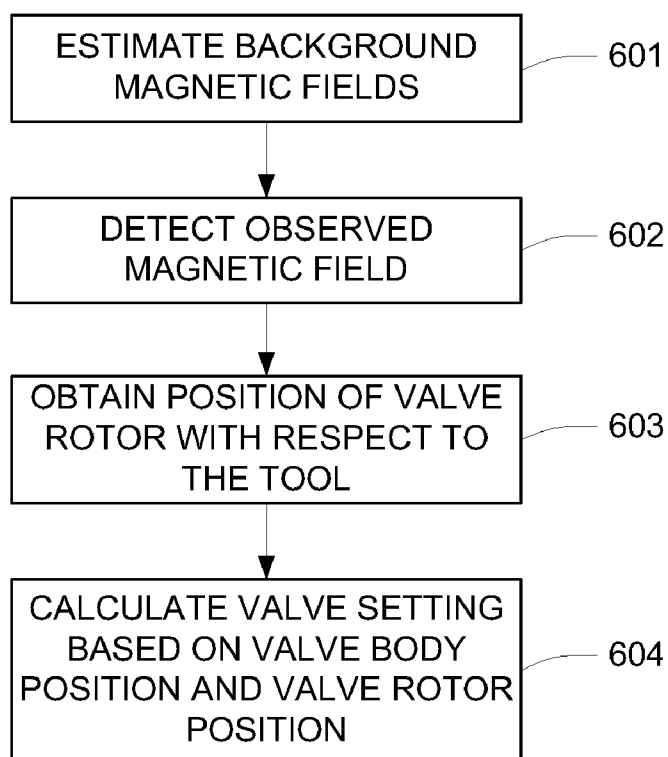 ESTIMATE BACKGROUND
MAGNETIC FIELDS
601
DETECT OBSERVED
MAGNETIC FIELD
602
OBTAIN POSITION OF VALVE
ROTOR WITH RESPECT TO
THE TOOL
603
CALCULATE VALVE SETTING
BASED ON VALVE BODY
POSITION AND VALVE ROTOR
POSITION
604